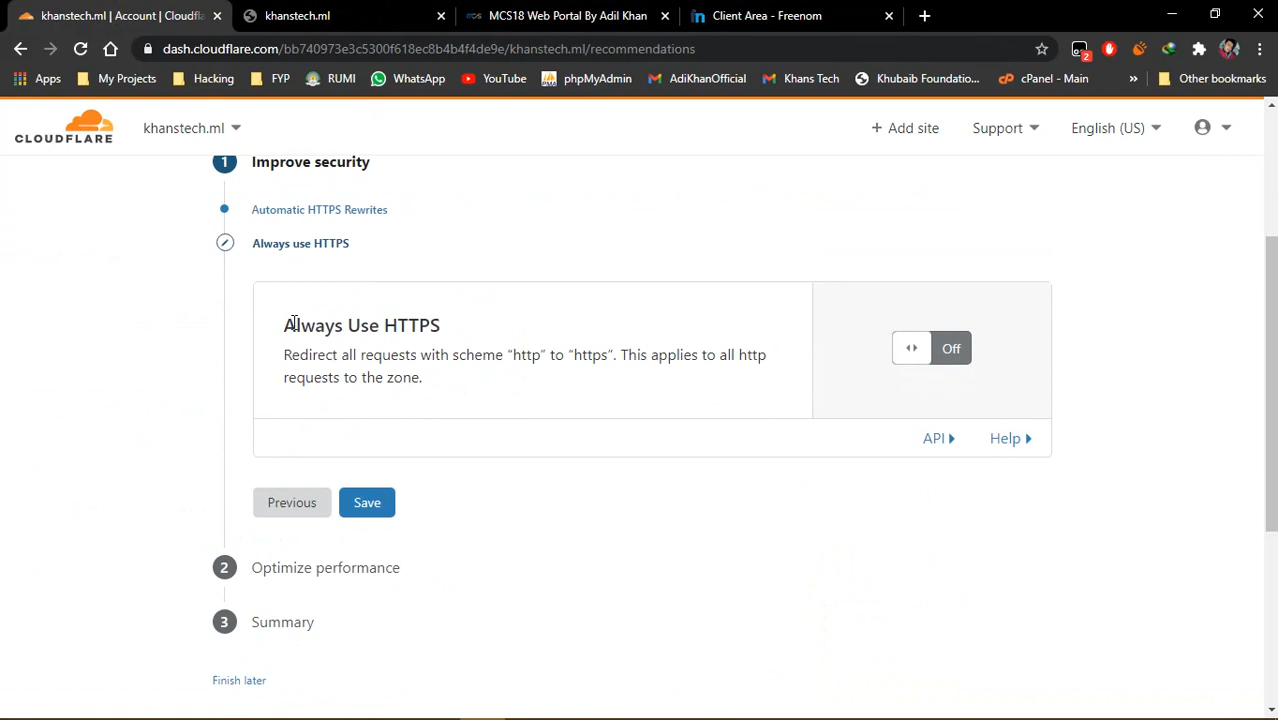 khanstech.ml | Account | Cloudfl
khanstech.ml
MCS18 Web Portal By Adil Khan
Client Area - Freenom
dash.cloudflare.com/bb740973e3c5300f618ec8b4b4f4de9e/khanstech.ml/recommendations
2
Apps
My Projects
Hacking
FYP
RUMI
WhatsApp
YouTube
phpMyAdmin
AdiKhanOfficial
Khans Tech
Khubaib Foundatio...
cPanel - Main
»
Other bookmarks
CLOUDFLARE
khanstech.ml
+ Add site
Support
English (US)
1 Improve security
Automatic HTTPS Rewrites
Always use HTTPS
Always Use HTTPS
Redirect all requests with scheme “http” to “https”. This applies to all http
requests to the zone.
Off
API
Help
Previous
Save
2 Optimize performance
3 Summary
Finish later